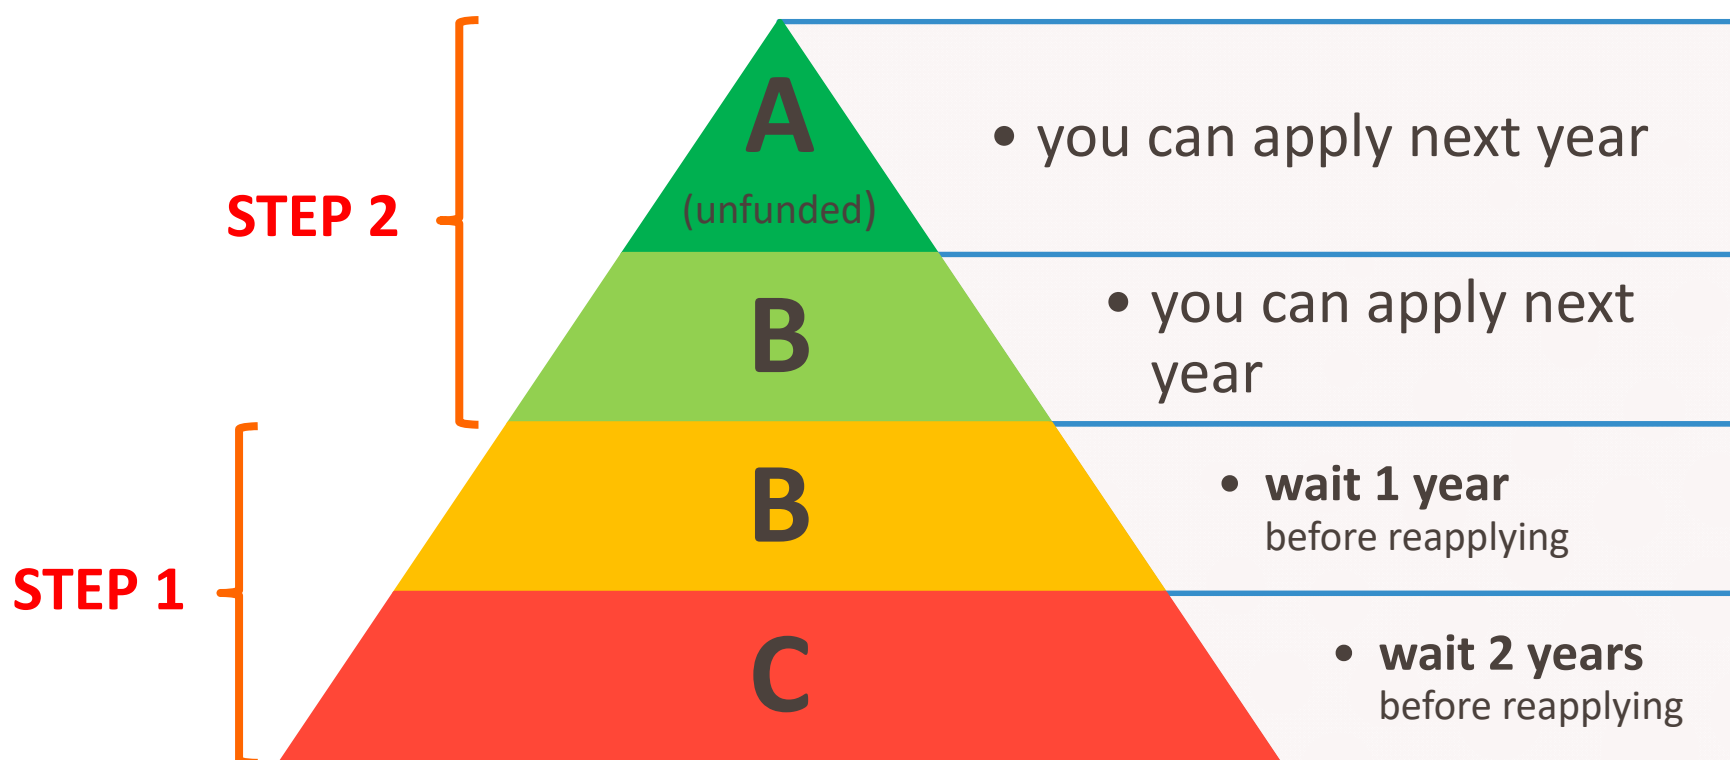 A
(unfunded)
• you can apply next year
STEP 2
B
• you can apply next
year
B
• wait 1 year
before reapplying
STEP 1
C
• wait 2 years
before reapplying